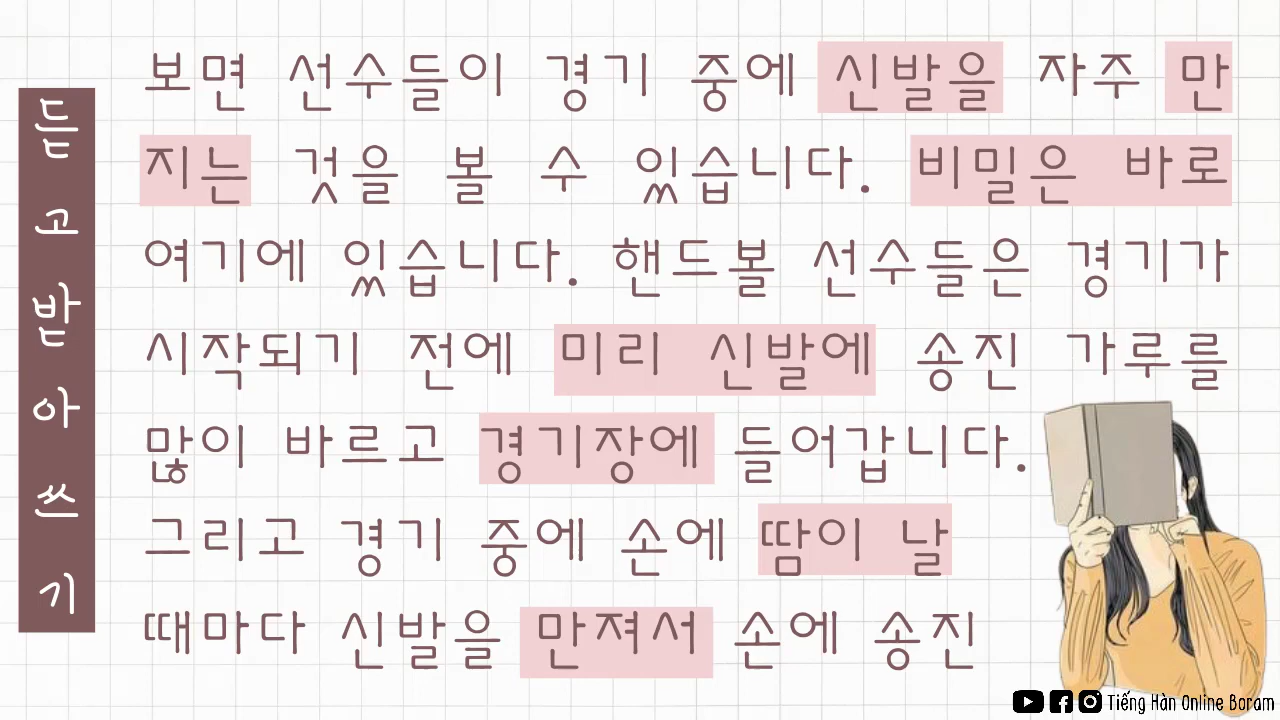 듣고받아쓰기
보면 선수들이 경기 중에 신발을 자주 만
지는 것을 볼 수 있습니다. 비밀은 바로
여기에 있습니다. 핸드볼 선수들은 경기가
시작되기 전에 미리 신발에 송진 가루를
많이 바르고 경기장에 들어갑니다.
그리고 경기 중에 손에 땀이 날
때마다 신발을 만져서 손에 송진
Tiếng Hàn Online Boram